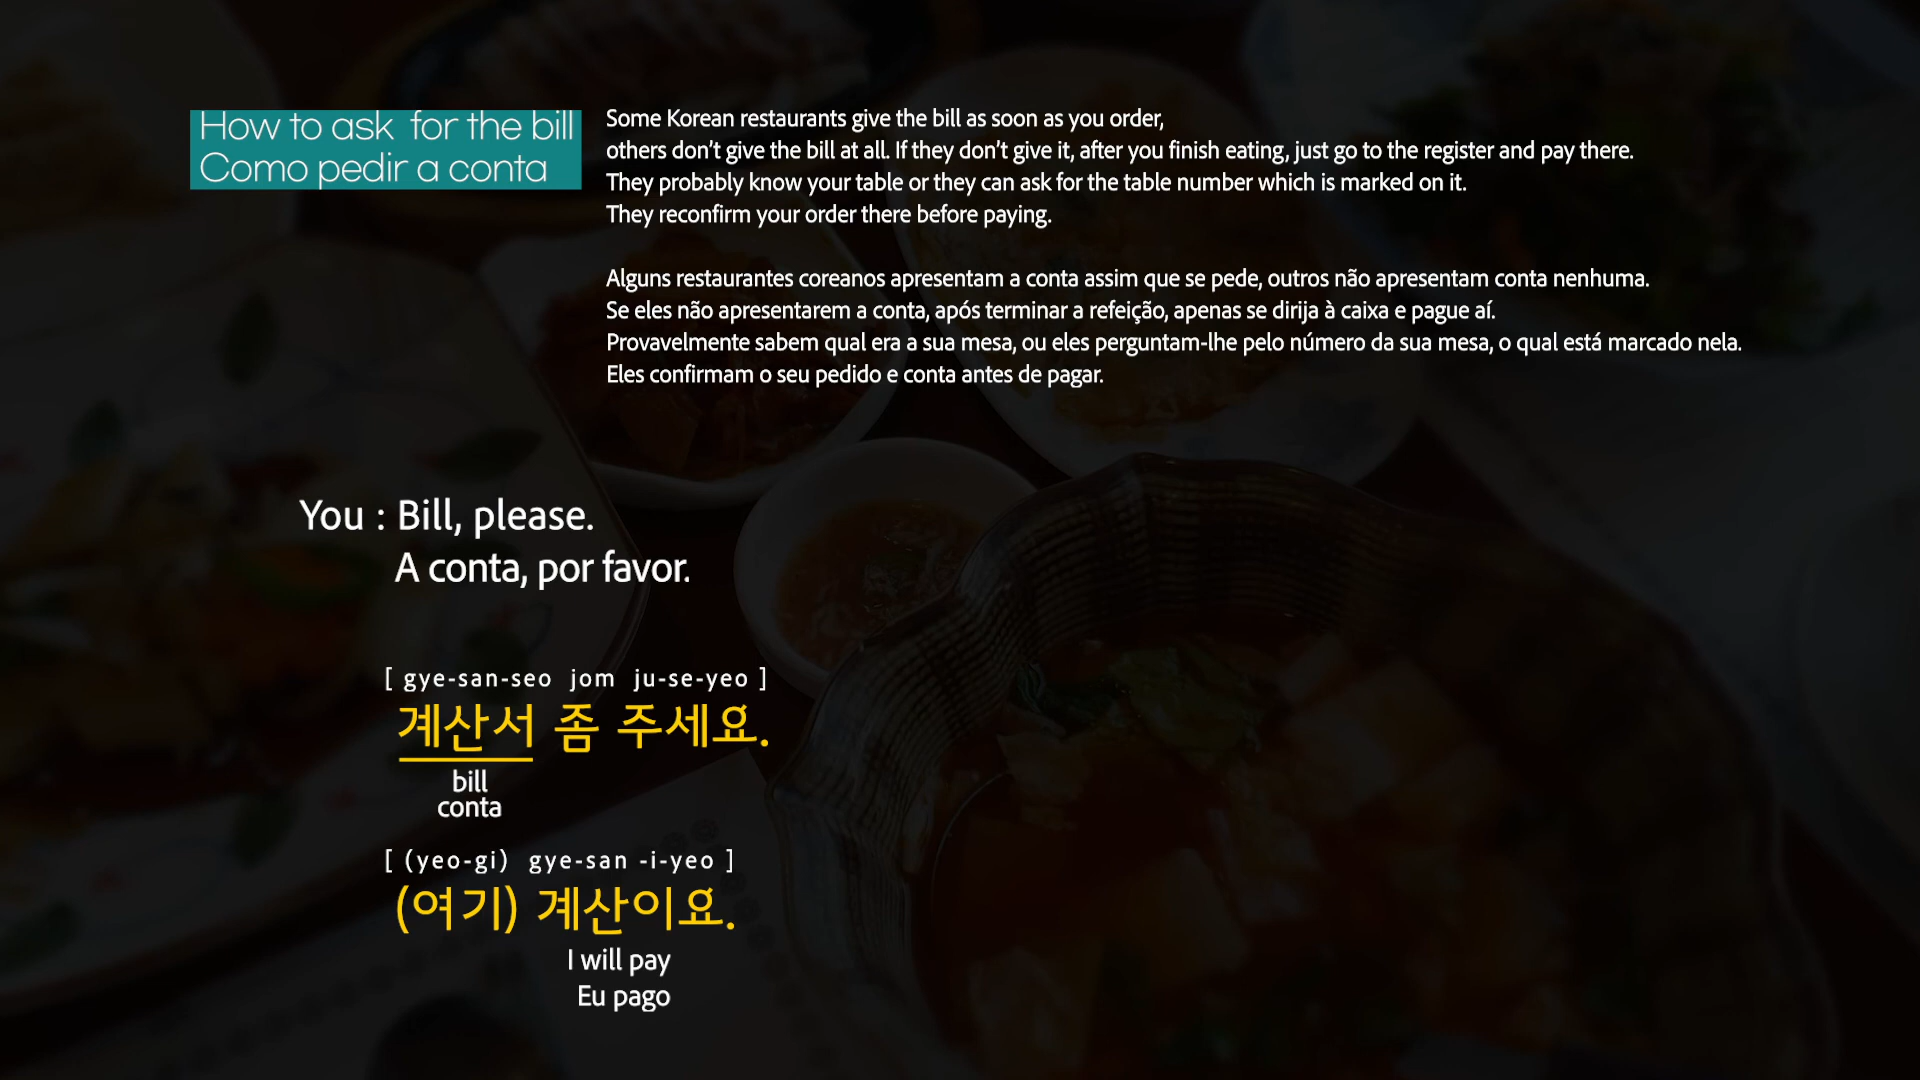 How to ask for the bill
Como pedir a conta
Some Korean restaurants give the bill as soon as you order,
others don't give the bill at all. If they don't give it, after you finish eating, just go to the register and pay there.
They probably know your table or they can ask for the table number which is marked on it.
They reconfirm your order there before paying.
Alguns restaurantes coreanos apresentam a conta assim que se pede, outros não apresentam conta nenhuma.
Se eles não apresentarem a conta, após terminar a refeição, apenas se dirija à caixa e pague aí.
Provavelmente sabem qual era a sua mesa, ou eles perguntam-lhe pelo número da sua mesa, o qual está marcado nela.
Eles confirmam o seu pedido e conta antes de pagar.
You : Bill, please.
A conta, por favor.
[ gye-san-seo jom ju-se-yeo ]
계산서 좀 주세요.
bill
conta
[ (yeo-gi) gye-san -i-yeo ]
(여기) 계산이요.
I will pay
Eu pago